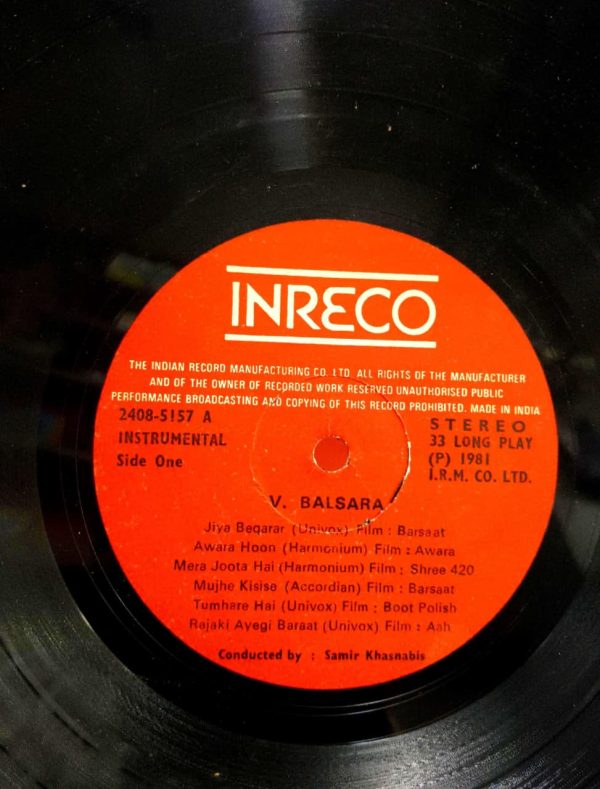 INRECO
THE INDIAN RECORD MANUFACTURING CO. LTD. ALL RIGHTS OF THE MANUFACTURER
AND OF THE OWNER OF RECORDED WORK RESERVED UNAUTHORISED PUBLIC
PERFORMANCE BROADCASTING AND COPYING OF THIS RECORD PROHIBITED. MADE IN INDIA
2408-5157 A
INSTRUMENTAL
Side One
STEREO
33 LONG PLAY
(P) 1981
I.R.M. CO. LTD.
V. BALSARA
Jiya Beqarar (Univox) Film : Barsaat
Awara Hoon (Harmonium) Film : Awara
Mera Joota Hai (Harmonium) Film : Shree 420
Mujhe Kisise (Accordian) Film : Barsaat
Tumhare Hai (Univox) Film : Boot Polish
Rajaki Ayegi Baraat (Univox) Film : Aah
Conducted by : Samir Khasnabis